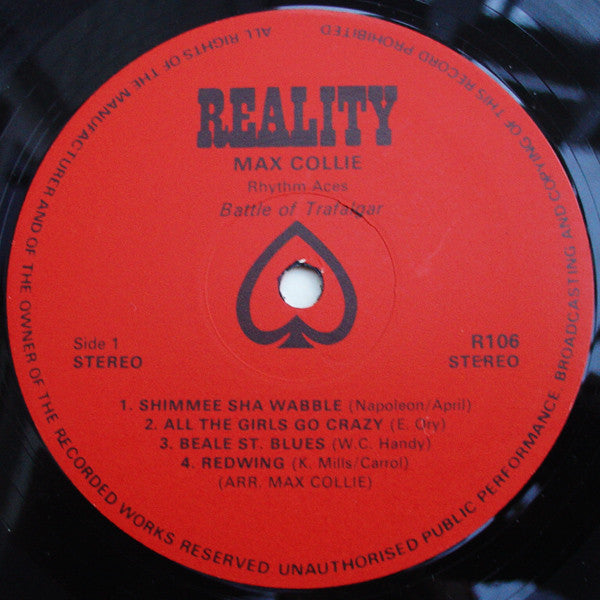 REALITY
MAX COLLIE
Rhythm Aces
Battle of Trafalgar
Side 1
STEREO
R106
STEREO
1. SHIMMEE SHA WABBLE (Napoleon/April)
2. ALL THE GIRLS GO CRAZY (E. Ory)
3. BEALE ST. BLUES (W.C. Handy)
4. REDWING (K. Mills/Carrol)
(ARR. MAX COLLIE)
ALL RIGHTS OF THE MANUFACTURER AND OF THE OWNER OF THE RECORDED WORKS RESERVED UNAUTHORISED PUBLIC PERFORMANCE BROADCASTING AND COPYING OF THIS RECORD PROHIBITED